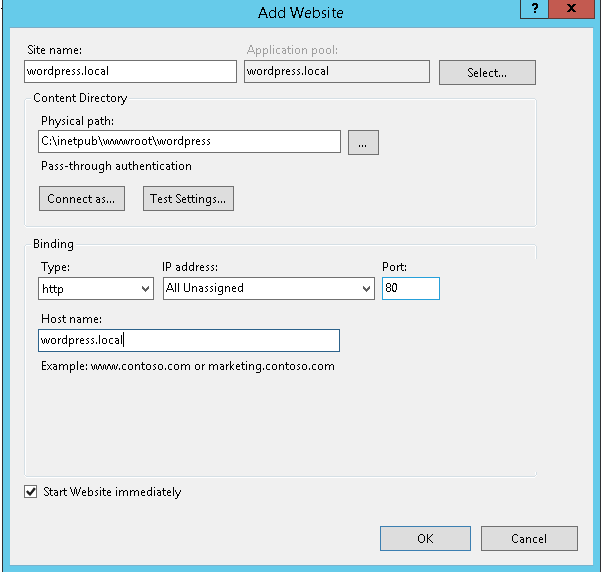 Add Website
? x
Site name: Application pool:
wordpress.local wordpress.local Select...
Content Directory
Physical path:
C:\inetpub\wwwroot\wordpress ...
Pass-through authentication
Connect as... Test Settings...
Binding
Type: IP address: Port:
http All Unassigned 80
Host name:
wordpress.local
Example: www.contoso.com or marketing.contoso.com
Start Website immediately
OK Cancel